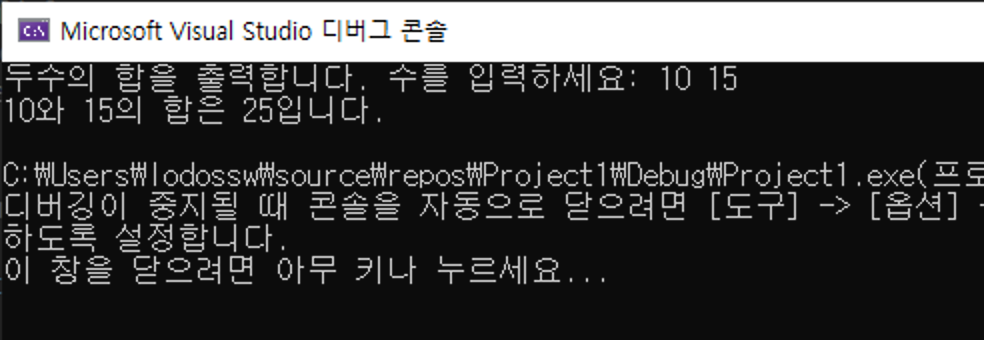 Microsoft Visual Studio 디버그 콘솔
두수의 합을 출력합니다. 수를 입력하세요: 10 15
10와 15의 합은 25입니다.
C:₩Users₩lodossw₩source₩repos₩Project1₩Debug₩Project1.exe(프로
디버깅이 중지될 때 콘솔을 자동으로 닫으려면 [도구] -> [옵션] -
하도록 설정합니다.
이 창을 닫으려면 아무 키나 누르세요...